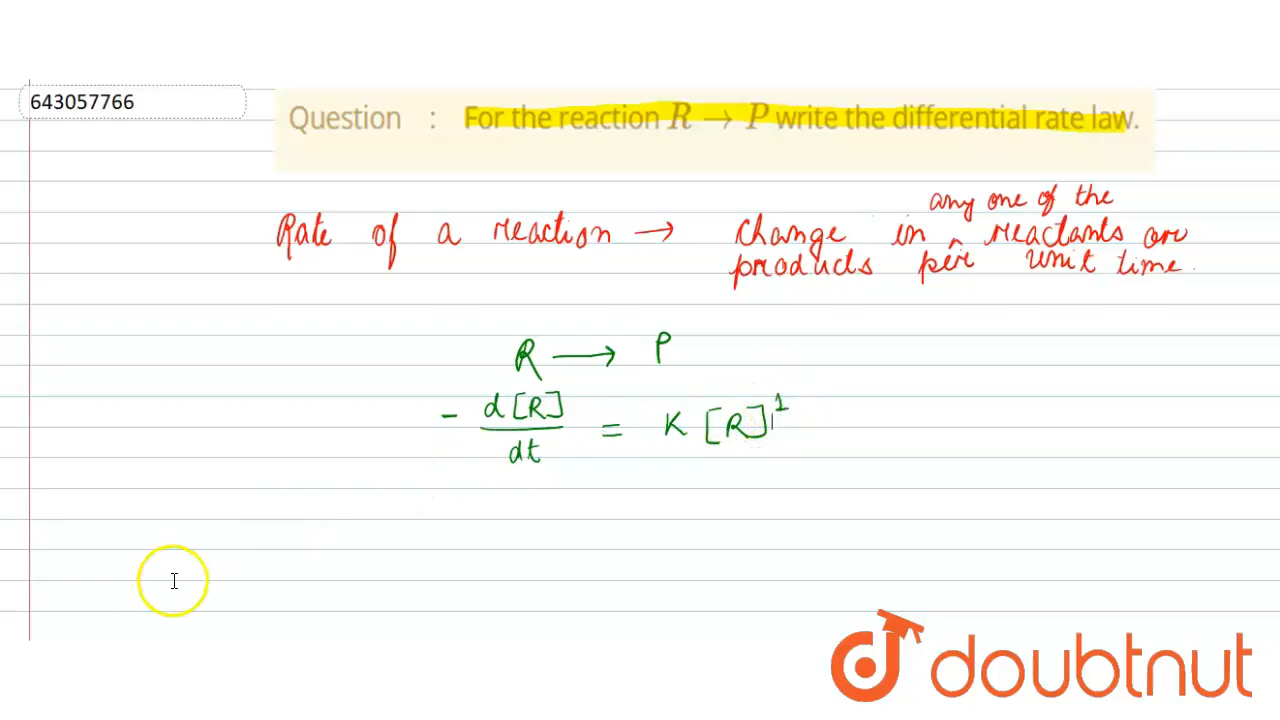 643057766
Question : For the reaction R → P write the differential rate law.
any one of the
Rate of a reaction → change in ^ reactants or
products per unit time.
R → P
- d[R]/dt = K [R]^1
doubtnut